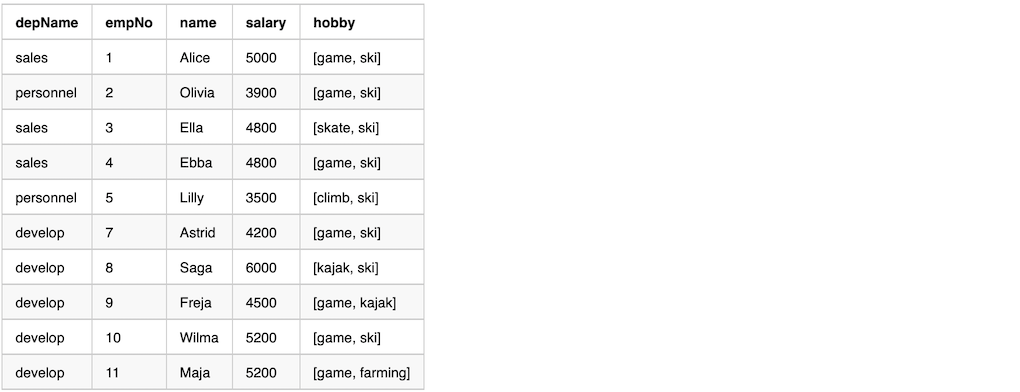 depName empNo name salary hobby
sales 1 Alice 5000 [game, ski]
personnel 2 Olivia 3900 [game, ski]
sales 3 Ella 4800 [skate, ski]
sales 4 Ebba 4800 [game, ski]
personnel 5 Lilly 3500 [climb, ski]
develop 7 Astrid 4200 [game, ski]
develop 8 Saga 6000 [kajak, ski]
develop 9 Freja 4500 [game, kajak]
develop 10 Wilma 5200 [game, ski]
develop 11 Maja 5200 [game, farming]